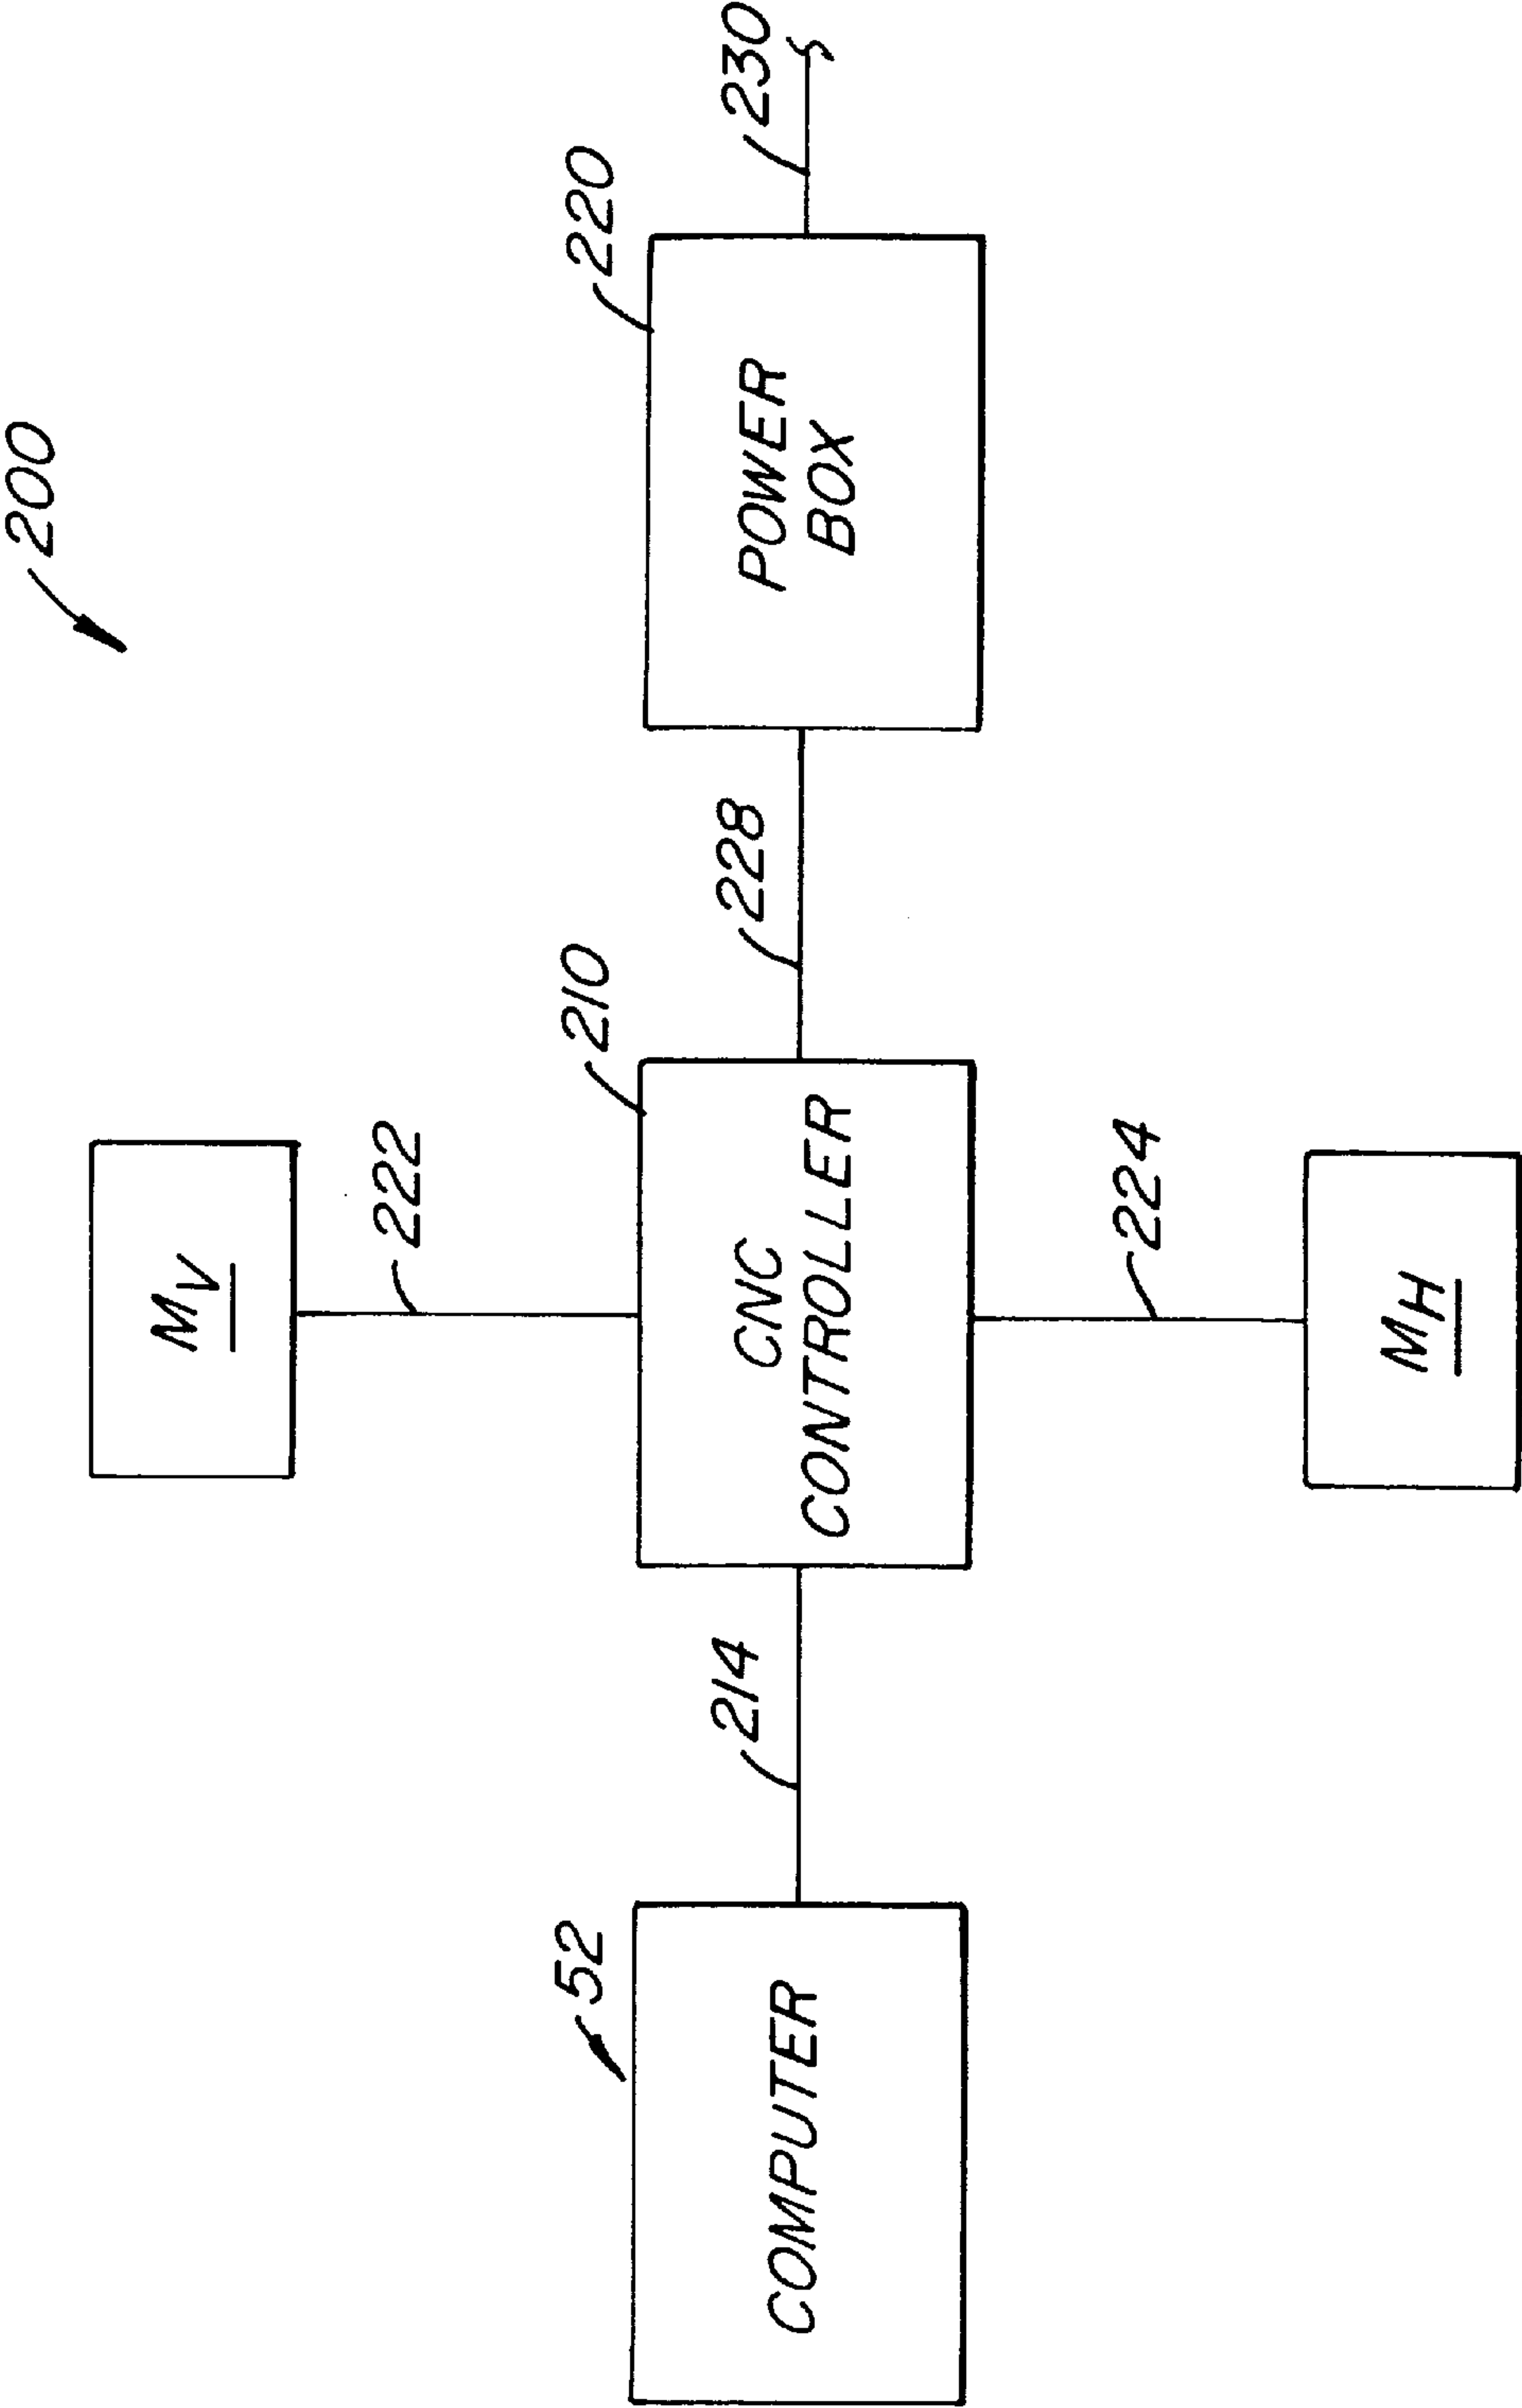 200
MV
222
52
214
210
228
220
230
COMPUTER
CNC
CONTROLLER
POWER
BOX
224
MH